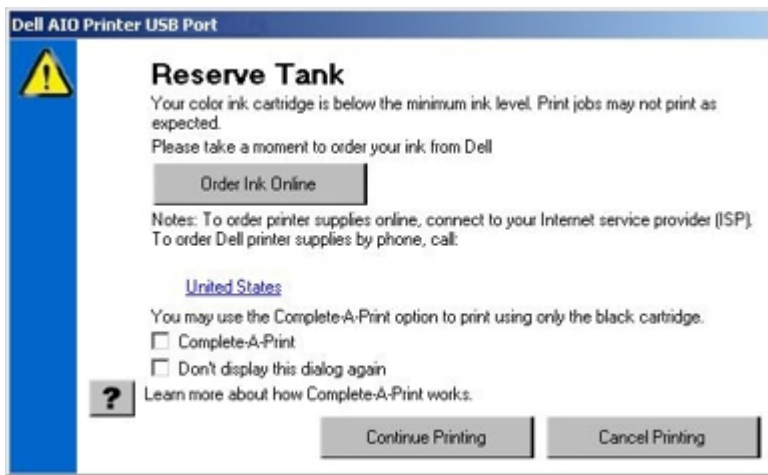 Dell AIO Printer USB Port
Reserve Tank
Your color ink cartridge is below the minimum ink level. Print jobs may not print as
expected.
Please take a moment to order your ink from Dell
Order Ink Online
Notes: To order printer supplies online, connect to your Internet service provider (ISP).
To order Dell printer supplies by phone, call:
United States
You may use the Complete-A-Print option to print using only the black cartridge.
Complete-A-Print
Don't display this dialog again
? Learn more about how Complete-A-Print works.
Continue Printing Cancel Printing